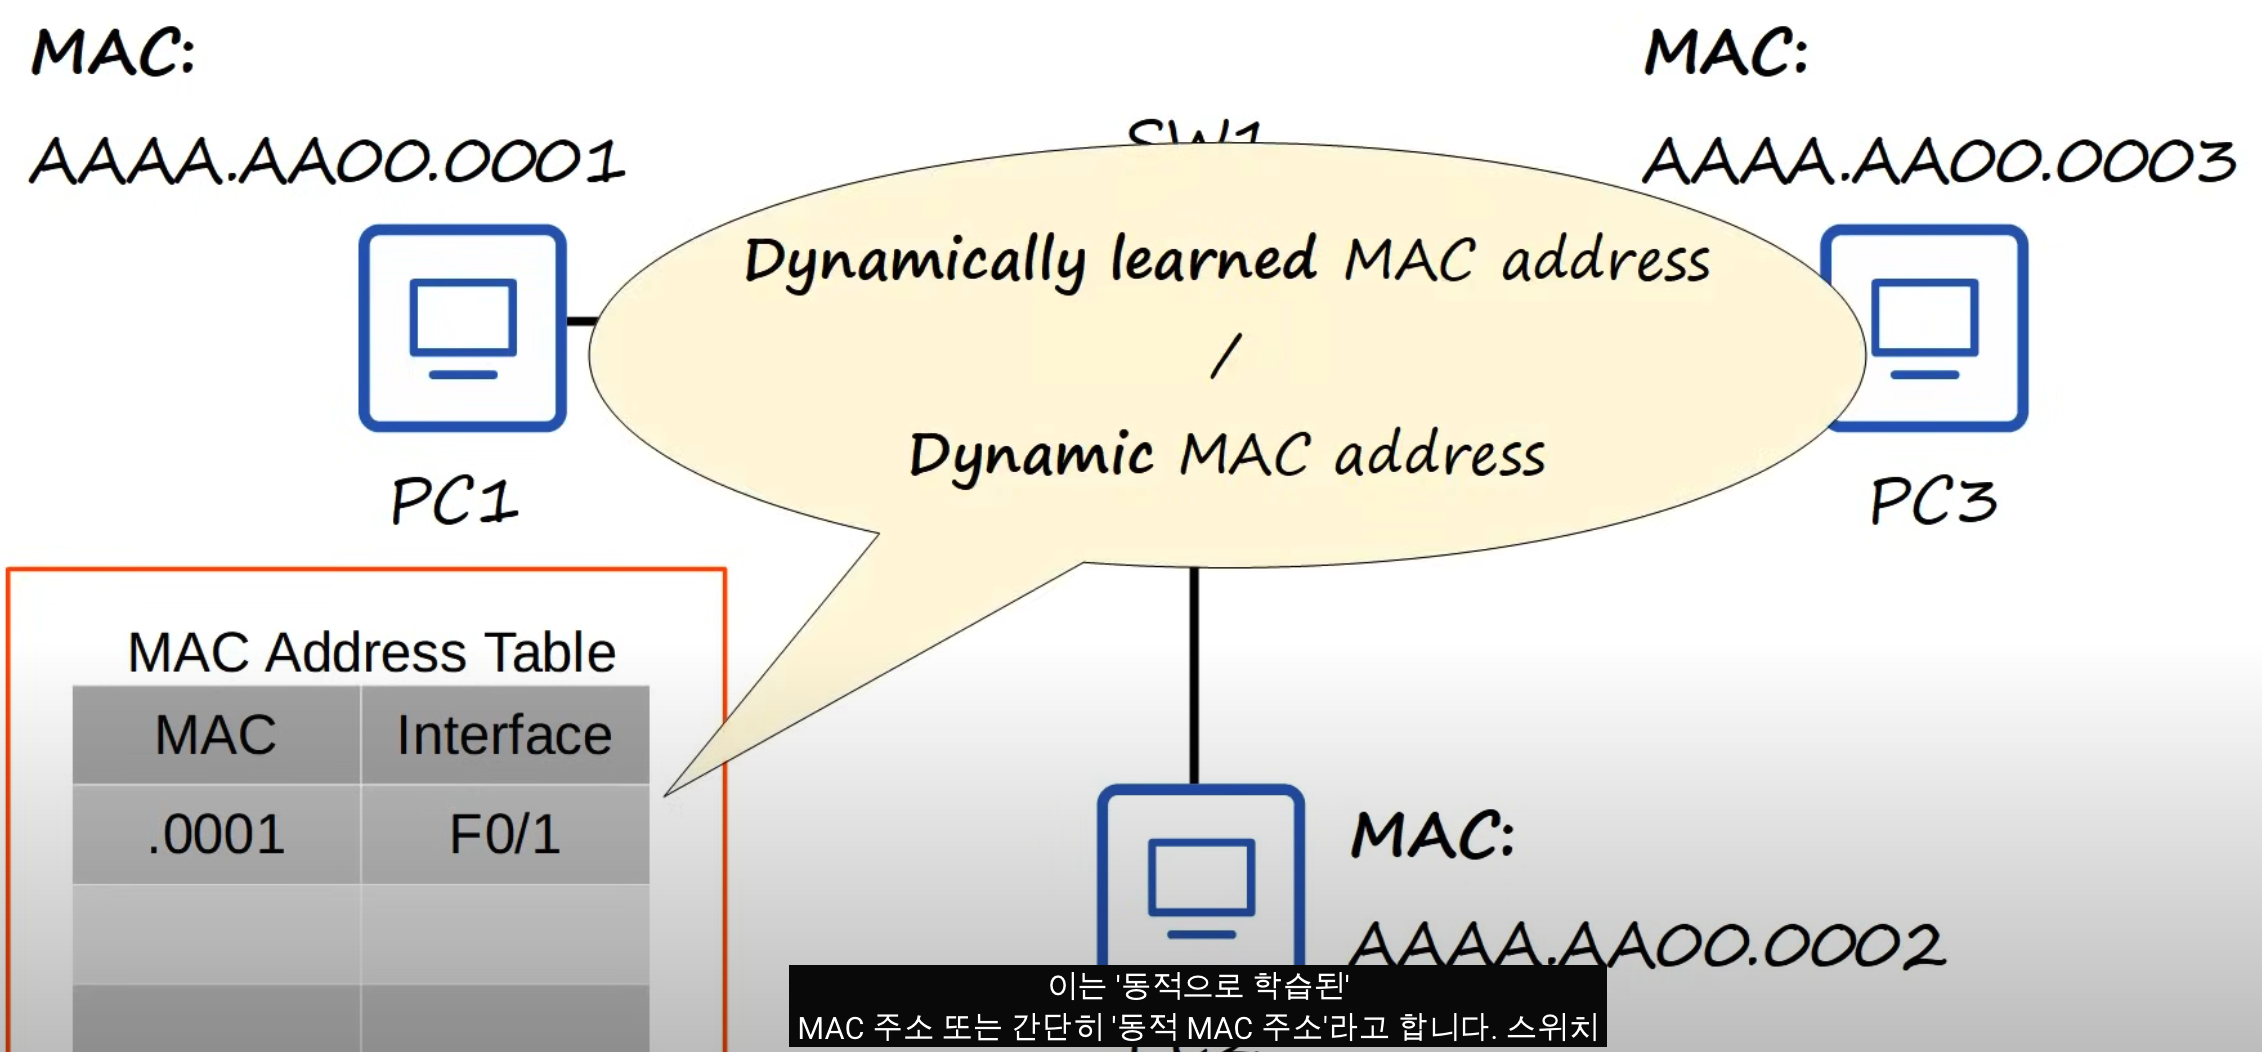 MAC:
AAAA.AA00.0001
PC1
SW1
MAC:
AAAA.AA00.0003
PC3
Dynamically learned MAC address
/
Dynamic MAC address
MAC Address Table
MAC Interface
.0001 F0/1
MAC:
AAAA.AA00.0002
이는 '동적으로 학습된'
MAC 주소 또는 간단히 '동적 MAC 주소'라고 합니다. 스위치